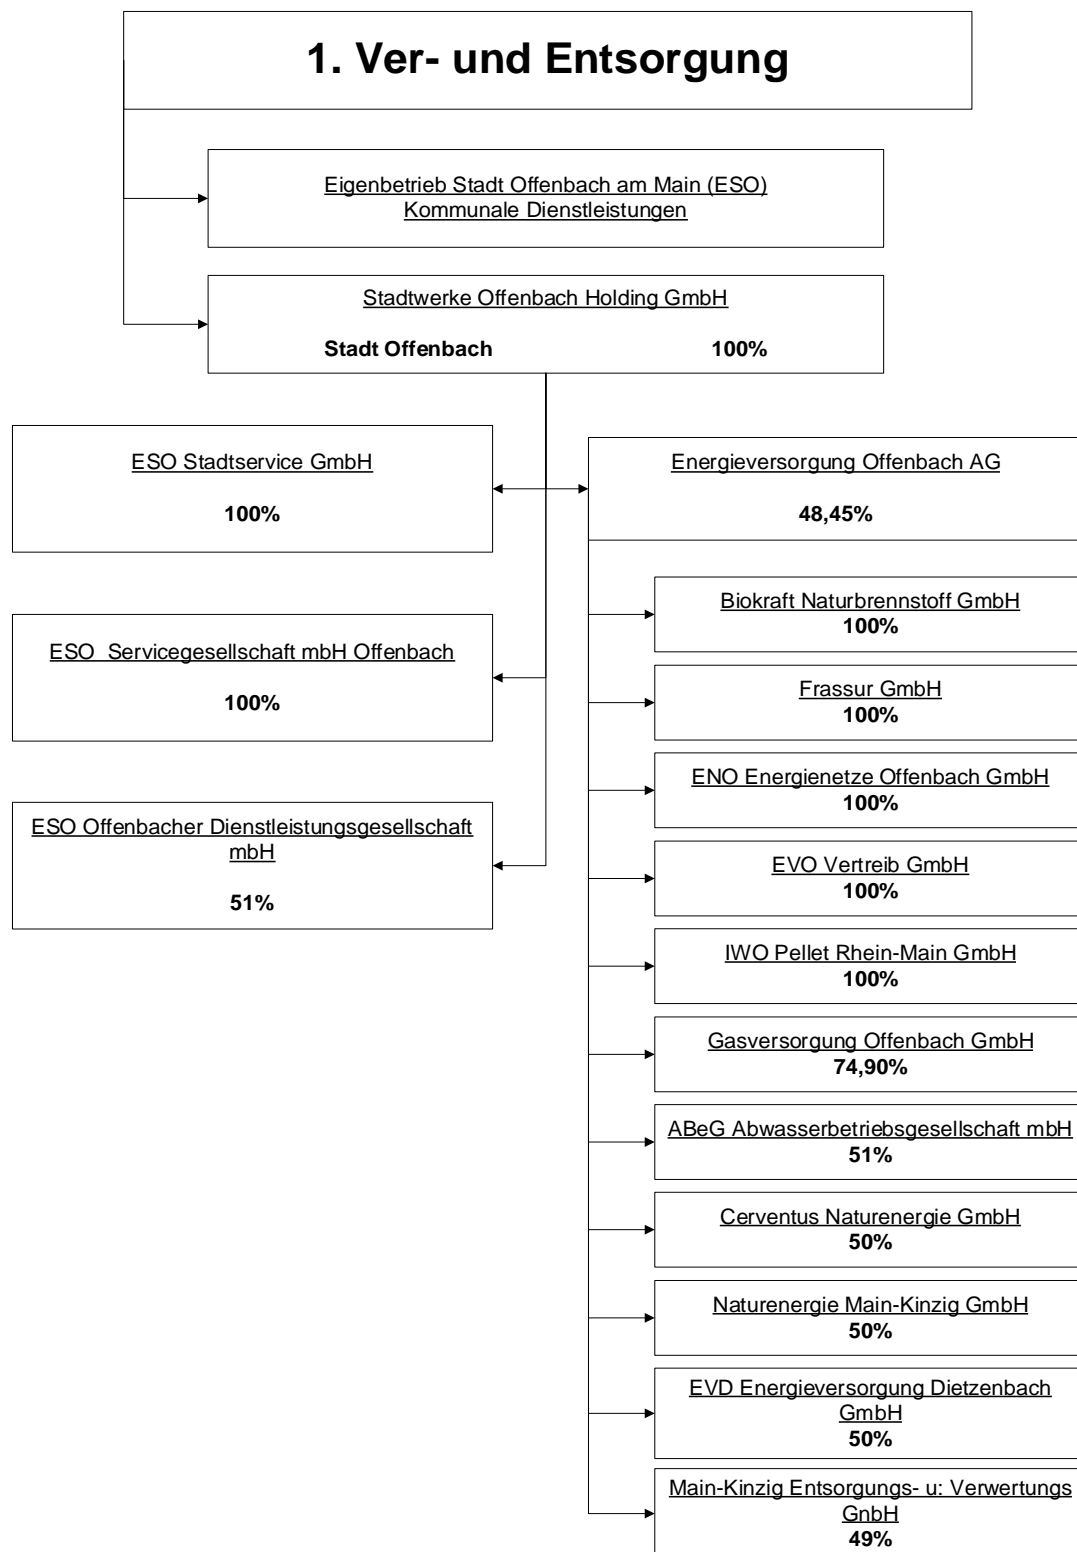 1. Ver- und Entsorgung
Eigenbetrieb Stadt Offenbach am Main (ESO)
Kommunale Dienstleistungen
Stadtwerke Offenbach Holding GmbH
Stadt Offenbach 100%
ESO Stadtservice GmbH
100%
ESO Servicegesellschaft mbH Offenbach
100%
ESO Offenbacher Dienstleistungsgesellschaft
mbH
51%
Energieversorgung Offenbach AG
48,45%
Biokraft Naturbrennstoff GmbH
100%
Frassur GmbH
100%
ENO Energienetze Offenbach GmbH
100%
EVO Vertreib GmbH
100%
IWO Pellet Rhein-Main GmbH
100%
Gasversorgung Offenbach GmbH
74,90%
ABeG Abwasserbetriebsgesellschaft mbH
51%
Cerventus Naturenergie GmbH
50%
Naturenergie Main-Kinzig GmbH
50%
EVD Energieversorgung Dietzenbach
GmbH
50%
Main-Kinzig Entsorgungs- u: Verwertungs
GnbH
49%